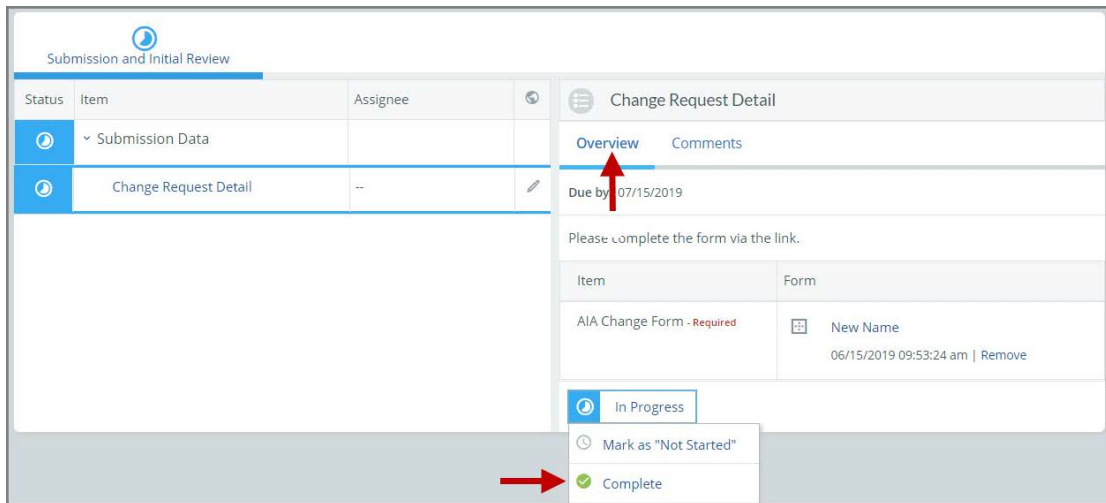 Submission and Initial Review
Status Item Assignee
Change Request Detail
Submission Data
Overview Comments
Change Request Detail --
Due by 07/15/2019
Please complete the form via the link.
Item Form
AIA Change Form - Required New Name
06/15/2019 09:53:24 am | Remove
In Progress
Mark as "Not Started"
Complete